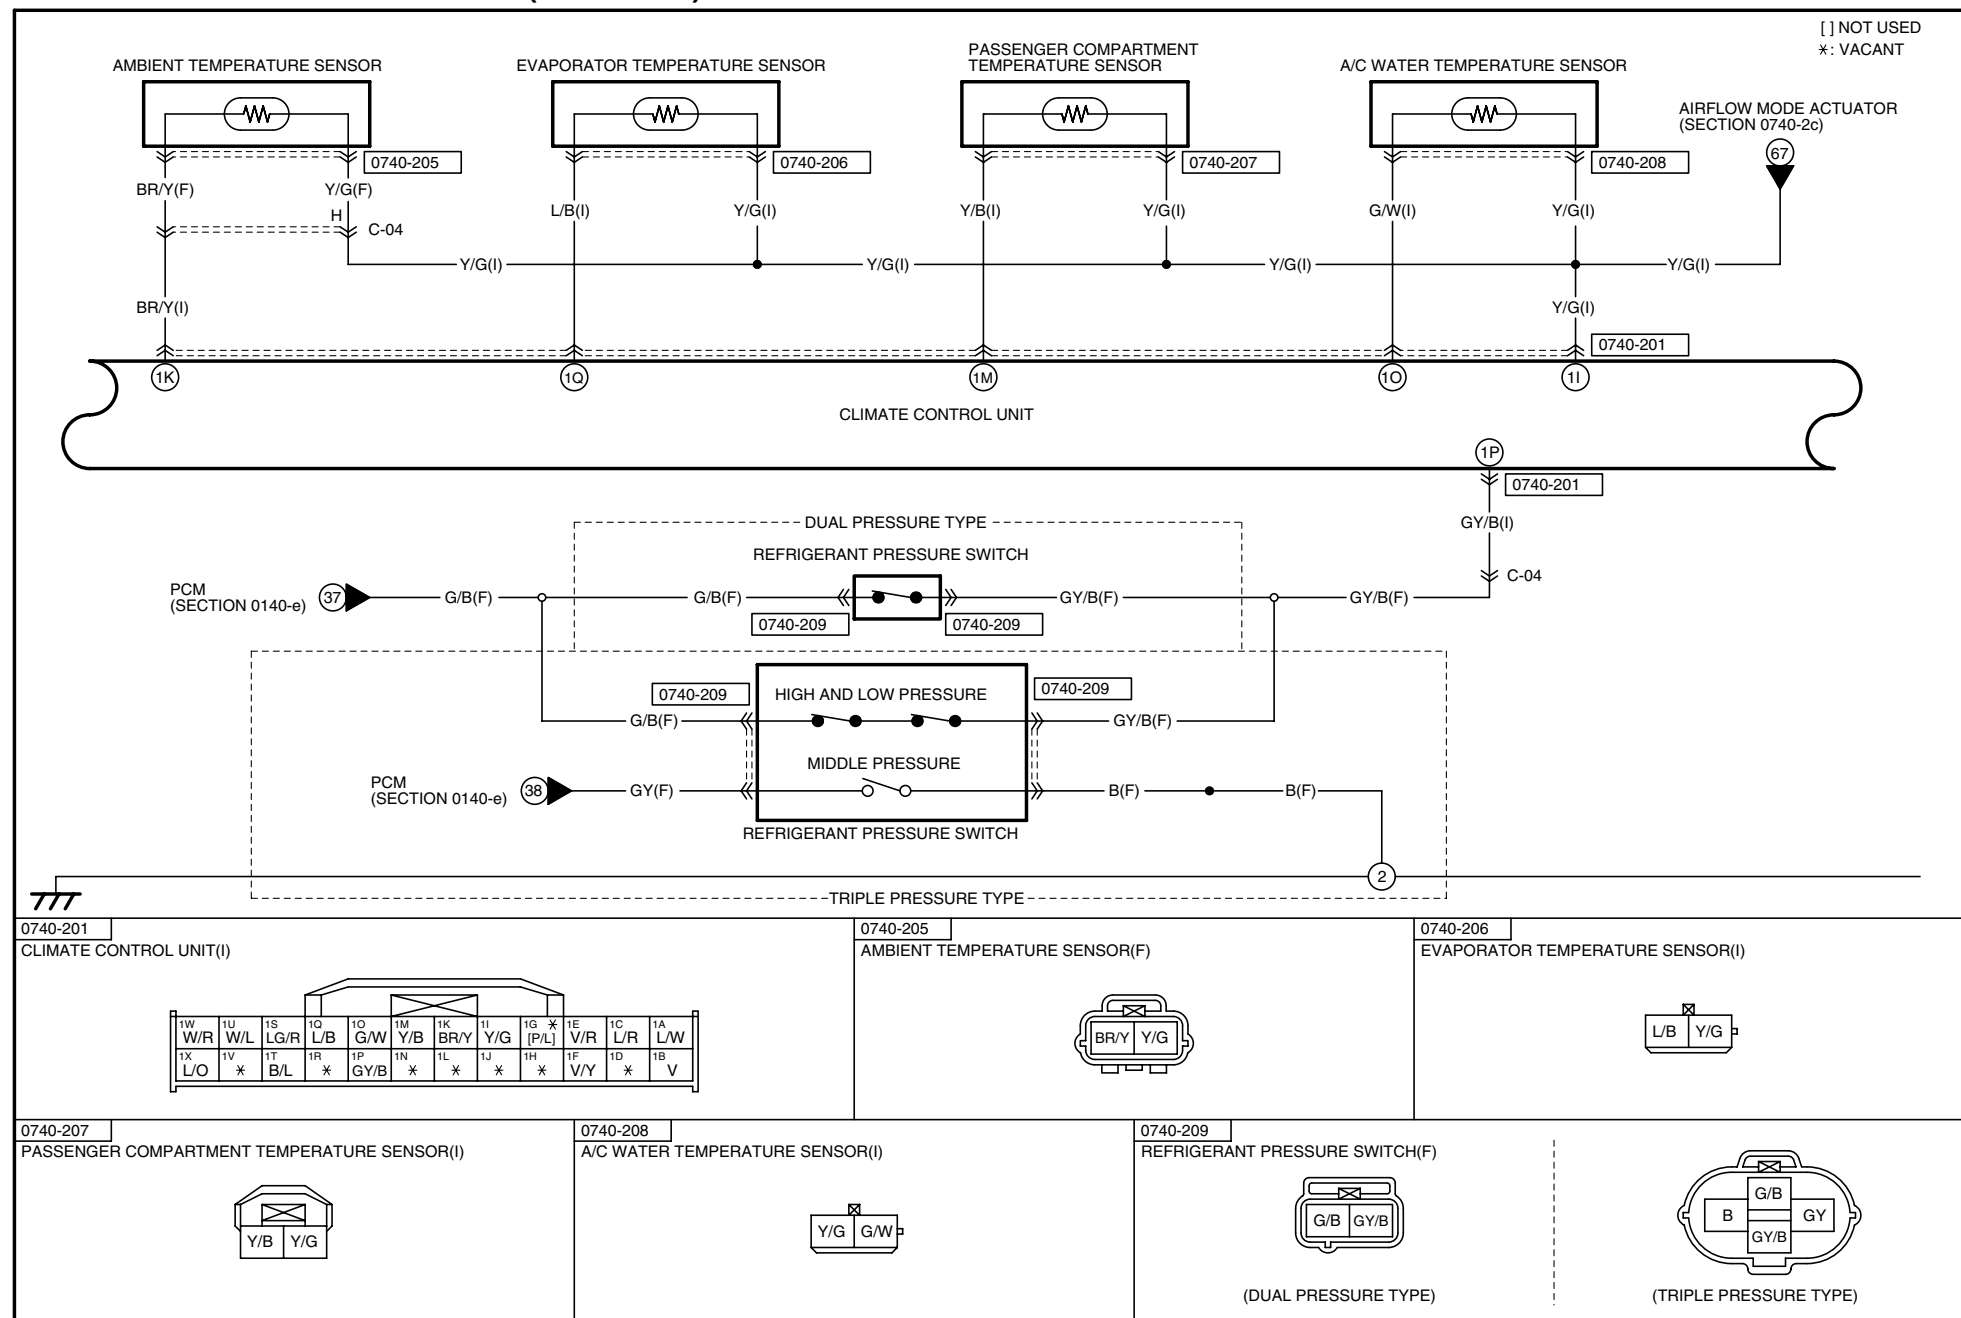 [ ] NOT USED
*: VACANT
AMBIENT TEMPERATURE SENSOR
EVAPORATOR TEMPERATURE SENSOR
PASSENGER COMPARTMENT
TEMPERATURE SENSOR
A/C WATER TEMPERATURE SENSOR
AIRFLOW MODE ACTUATOR
(SECTION 0740-2c)
67
0740-205
0740-206
0740-207
0740-208
BR/Y(F)
Y/G(F)
L/B(I)
Y/G(I)
Y/B(I)
Y/G(I)
G/W(I)
Y/G(I)
H
C-04
Y/G(I)
Y/G(I)
Y/G(I)
Y/G(I)
BR/Y(I)
Y/G(I)
0740-201
1K
1Q
1M
1O
1I
CLIMATE CONTROL UNIT
1P
0740-201
GY/B(I)
C-04
DUAL PRESSURE TYPE
REFRIGERANT PRESSURE SWITCH
PCM
(SECTION 0140-e)
37
G/B(F)
G/B(F)
GY/B(F)
GY/B(F)
0740-209
0740-209
0740-209
HIGH AND LOW PRESSURE
0740-209
G/B(F)
GY/B(F)
MIDDLE PRESSURE
PCM
(SECTION 0140-e)
38
GY(F)
B(F)
B(F)
REFRIGERANT PRESSURE SWITCH
2
TRIPLE PRESSURE TYPE
0740-201
CLIMATE CONTROL UNIT(I)
1W 1U 1S 1Q 1O 1M 1K 1I 1G * 1E 1C 1A
W/R W/L LG/R L/B G/W Y/B BR/Y Y/G [P/L] V/R L/R L/W
1X 1V 1T 1R 1P 1N 1L 1J 1H 1F 1D 1B
L/O * B/L * GY/B * * * * V/Y * V
0740-205
AMBIENT TEMPERATURE SENSOR(F)
BR/Y Y/G
0740-206
EVAPORATOR TEMPERATURE SENSOR(I)
L/B Y/G
0740-207
PASSENGER COMPARTMENT TEMPERATURE SENSOR(I)
Y/B Y/G
0740-208
A/C WATER TEMPERATURE SENSOR(I)
Y/G G/W
0740-209
REFRIGERANT PRESSURE SWITCH(F)
G/B GY/B
(DUAL PRESSURE TYPE)
G/B
B GY
GY/B
(TRIPLE PRESSURE TYPE)